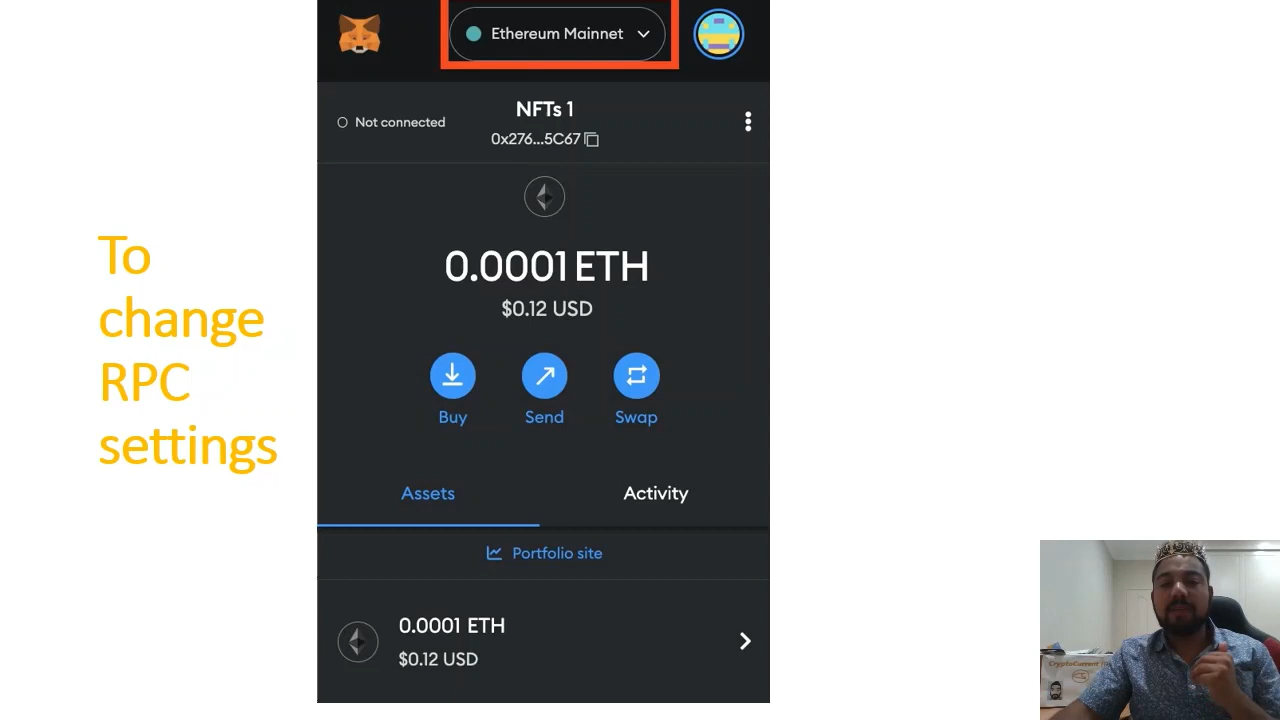 Ethereum Mainnet
Not connected
NFTs 1
0x276...5C67
0.0001 ETH
$0.12 USD
Buy
Send
Swap
Assets
Activity
Portfolio site
0.0001 ETH
$0.12 USD
To
change
RPC
settings